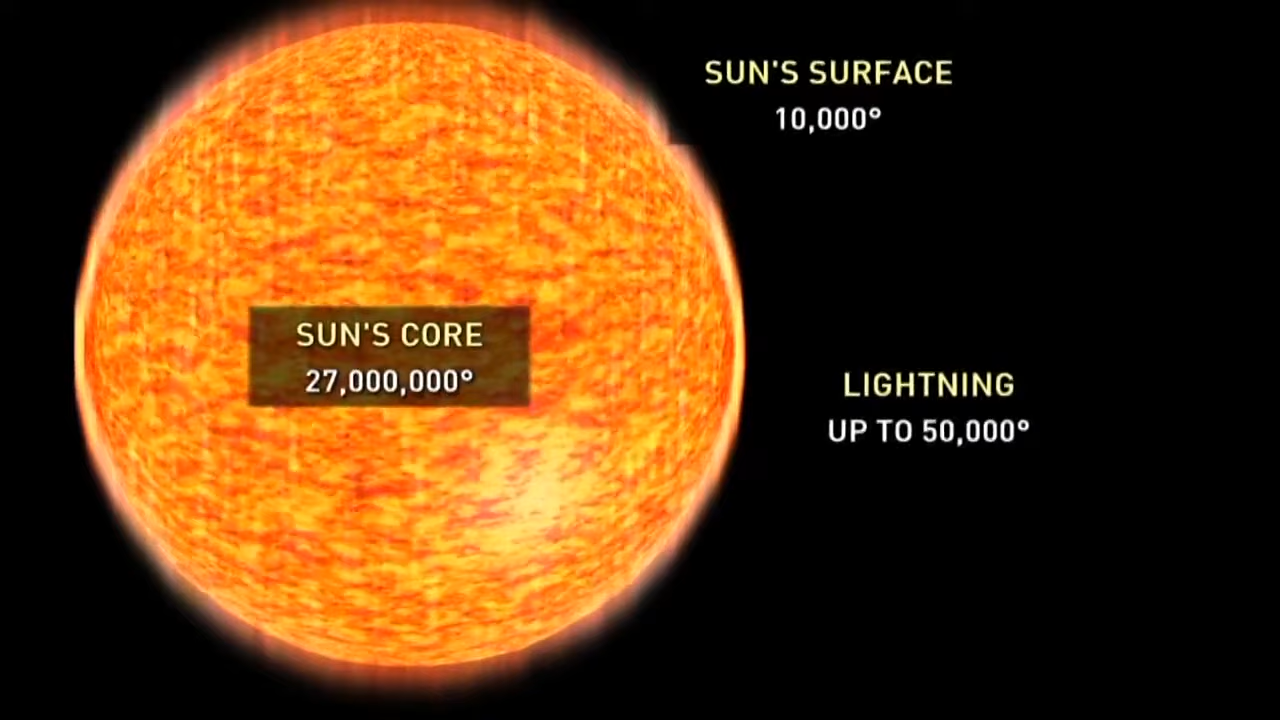 SUN'S SURFACE
10,000°
SUN'S CORE
27,000,000°
LIGHTNING
UP TO 50,000°